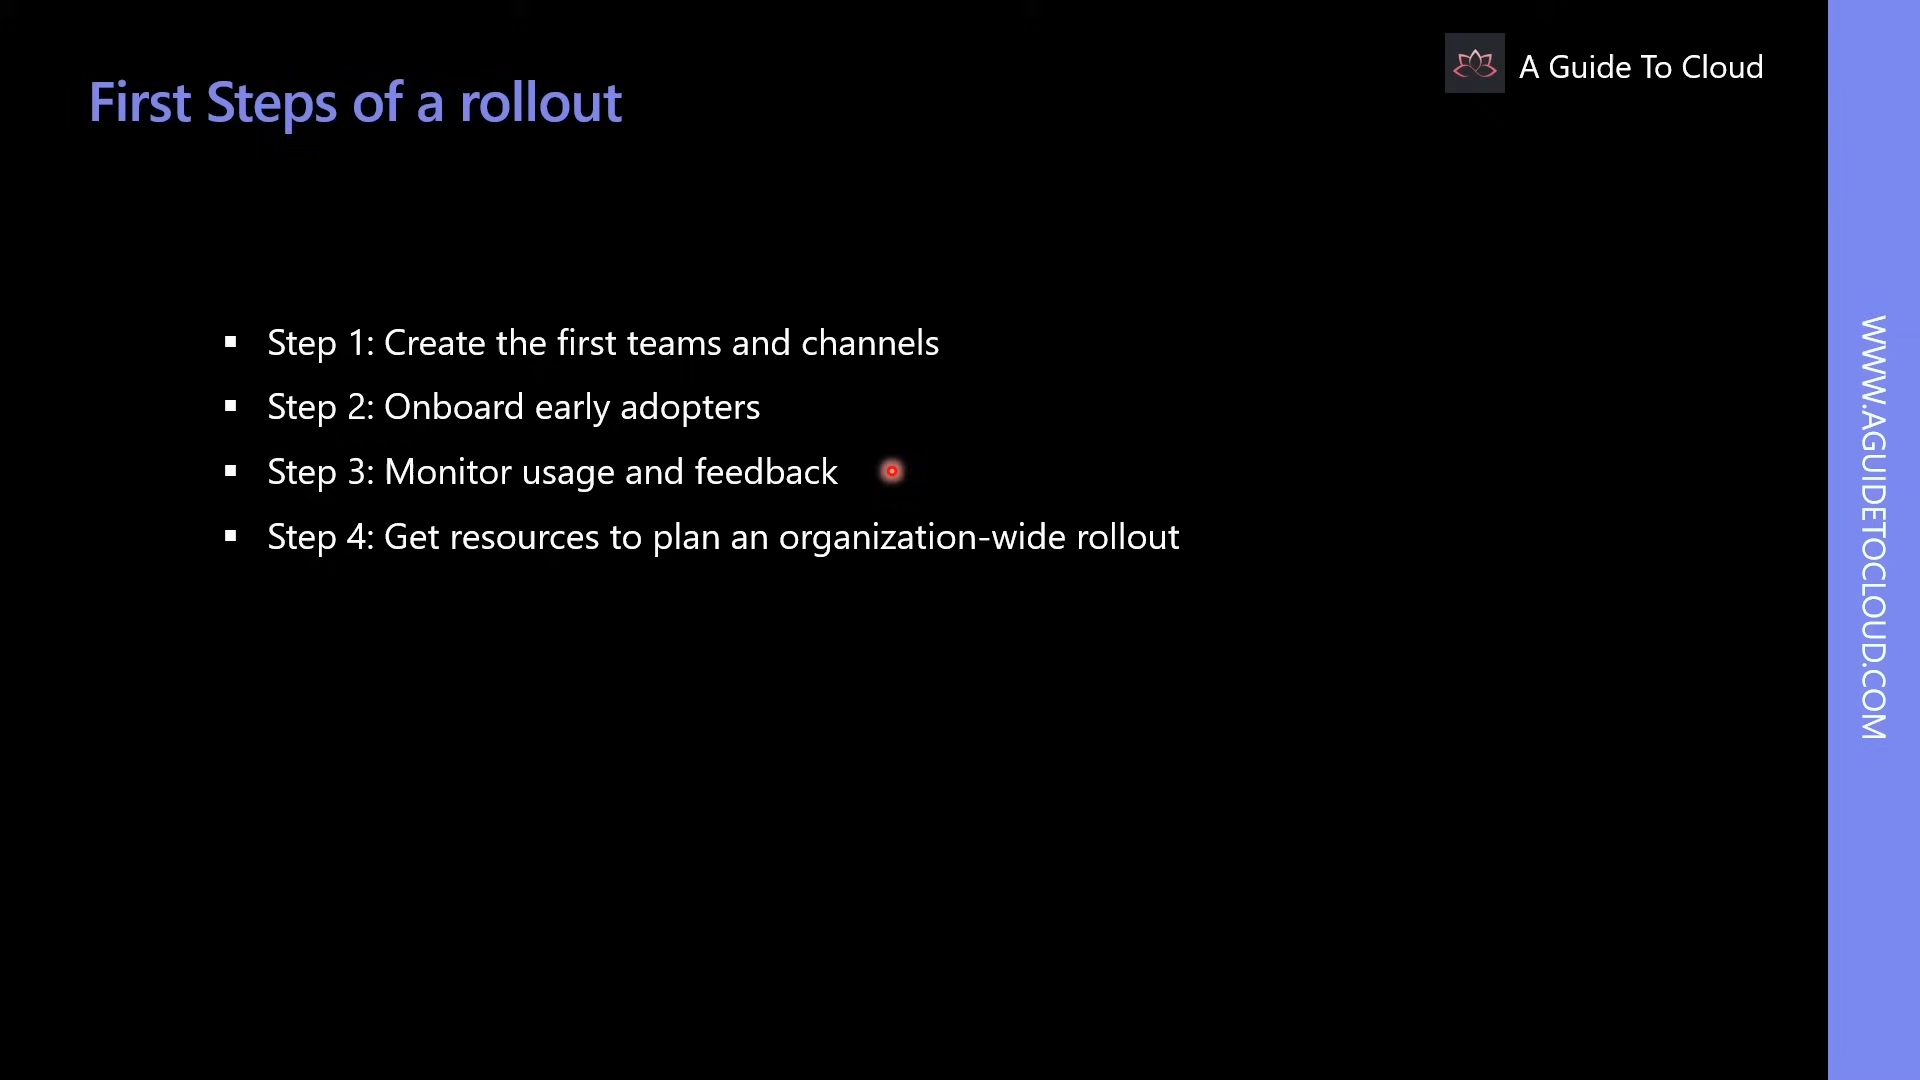 First Steps of a rollout
A Guide To Cloud
▪ Step 1: Create the first teams and channels
▪ Step 2: Onboard early adopters
▪ Step 3: Monitor usage and feedback
▪ Step 4: Get resources to plan an organization-wide rollout
WWW.AGUIDETOCLOUD.COM